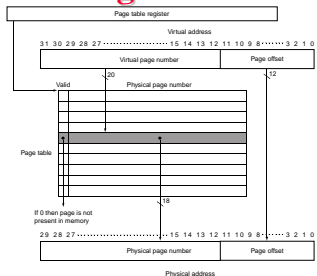 Page table register
Virtual address
31 30 29 28 27 ·················· 15 14 13 12 11 10 9 8 ······ 3 2 1 0
Virtual page number Page offset
20 12
Valid Physical page number
Page table
18
If 0 then page is not
present in memory
29 28 27 ·················· 15 14 13 12 11 10 9 8 ······ 3 2 1 0
Physical page number Page offset
Physical address